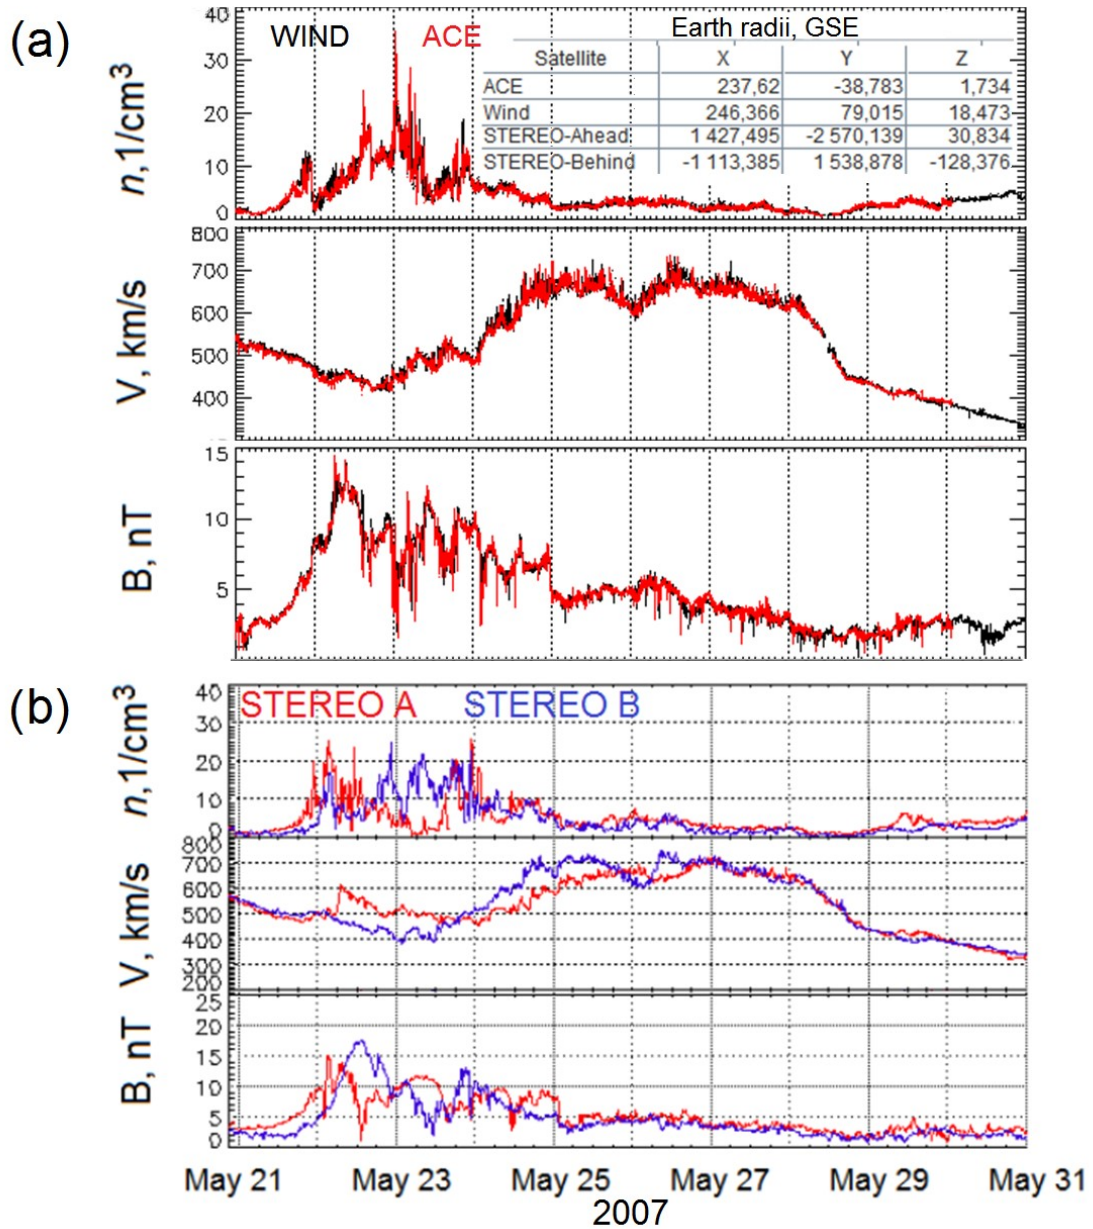 (a)
WIND ACE
Earth radii, GSE
Satellite X Y Z
ACE 237,62 -38,783 1,734
Wind 246,366 79,015 18,473
STEREO-Ahead 1 427,495 -2 570,139 30,834
STEREO-Behind -1 113,385 1 538,878 -128,376
n,1/cm3
40
30
20
10
0
V, km/s
800
700
600
500
400
B, nT
15
10
5
(b)
STEREO A STEREO B
n,1/cm3
40
30
20
10
0
V, km/s
800
700
600
500
400
300
200
B, nT
25
20
15
10
5
0
May 21 May 23 May 25 May 27 May 29 May 31
2007